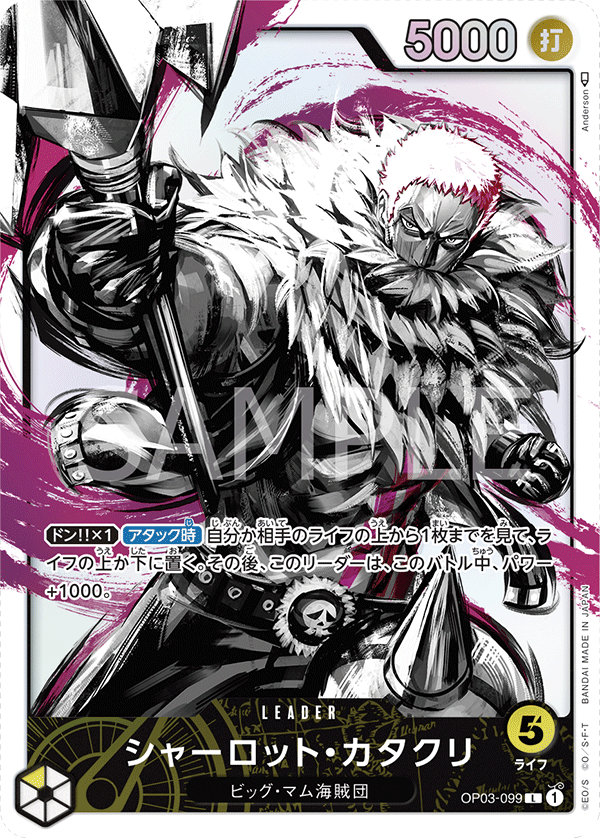 5000 打
Anderson
SAMPLE
ドン!!×1 アタック時 自分か相手のライフの上から1枚までを見て、ラ
イフの上か下に置く。その後、このリーダーは、このバトル中、パワー
+1000。
LEADER
シャーロット・カタクリ
5
ライフ
ビッグ・マム海賊団
OP03-099 L 1
©E/S ©O/S・F・T BANDAI MADE IN JAPAN